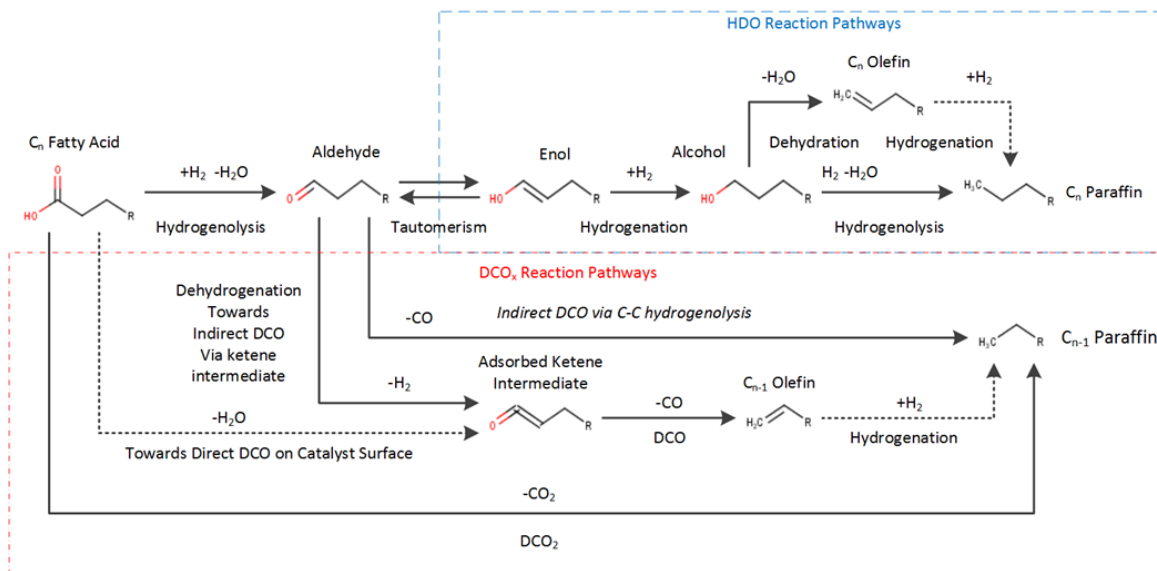 HDO Reaction Pathways
Cₙ Olefin
-H₂O
+H₂
H₂C
R
Cₙ Fatty Acid
Aldehyde
Enol
Alcohol
Dehydration
Hydrogenation
O
+H₂ -H₂O
+H₂
H₂ -H₂O
HO
R
O
R
HO
R
HO
R
H₃C
R
Cₙ Paraffin
Hydrogenolysis
Tautomerism
Hydrogenation
Hydrogenolysis
DCOₓ Reaction Pathways
Dehydrogenation
Towards
Indirect DCO
Via ketene
intermediate
-CO
Indirect DCO via C-C hydrogenolysis
H₃C
R
Cₙ₋₁ Paraffin
Adsorbed Ketene
Intermediate
-H₂
Cₙ₋₁ Olefin
-H₂O
-CO
+H₂
O
R
H₂C
R
DCO
Hydrogenation
Towards Direct DCO on Catalyst Surface
-CO₂
DCO₂